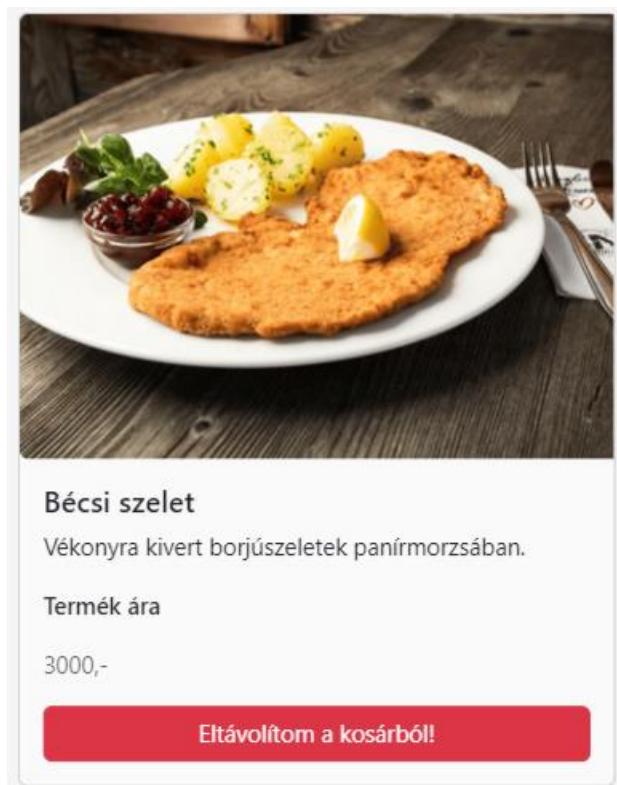 Bécsi szelet
Vékonyra kivert borjúszeletek panírmorzsában.
Termék ára
3000,-
Eltávolítom a kosárból!